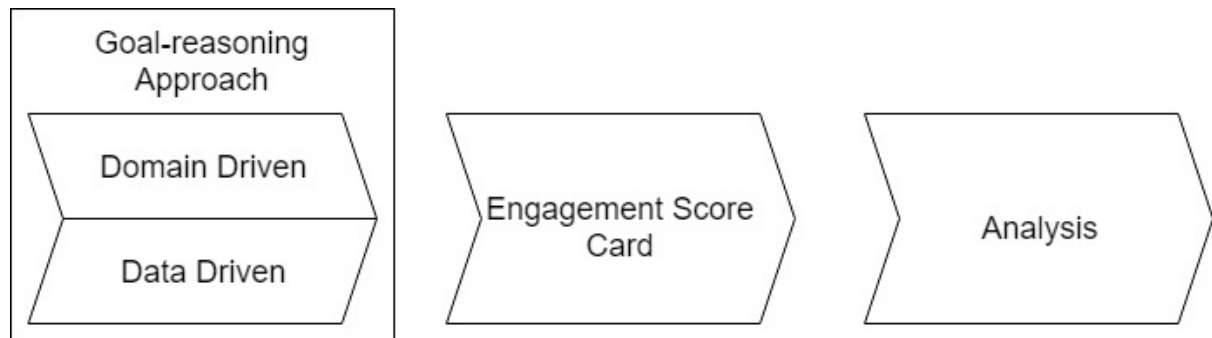 Goal-reasoning
Approach
Domain Driven
Data Driven
Engagement Score
Card
Analysis